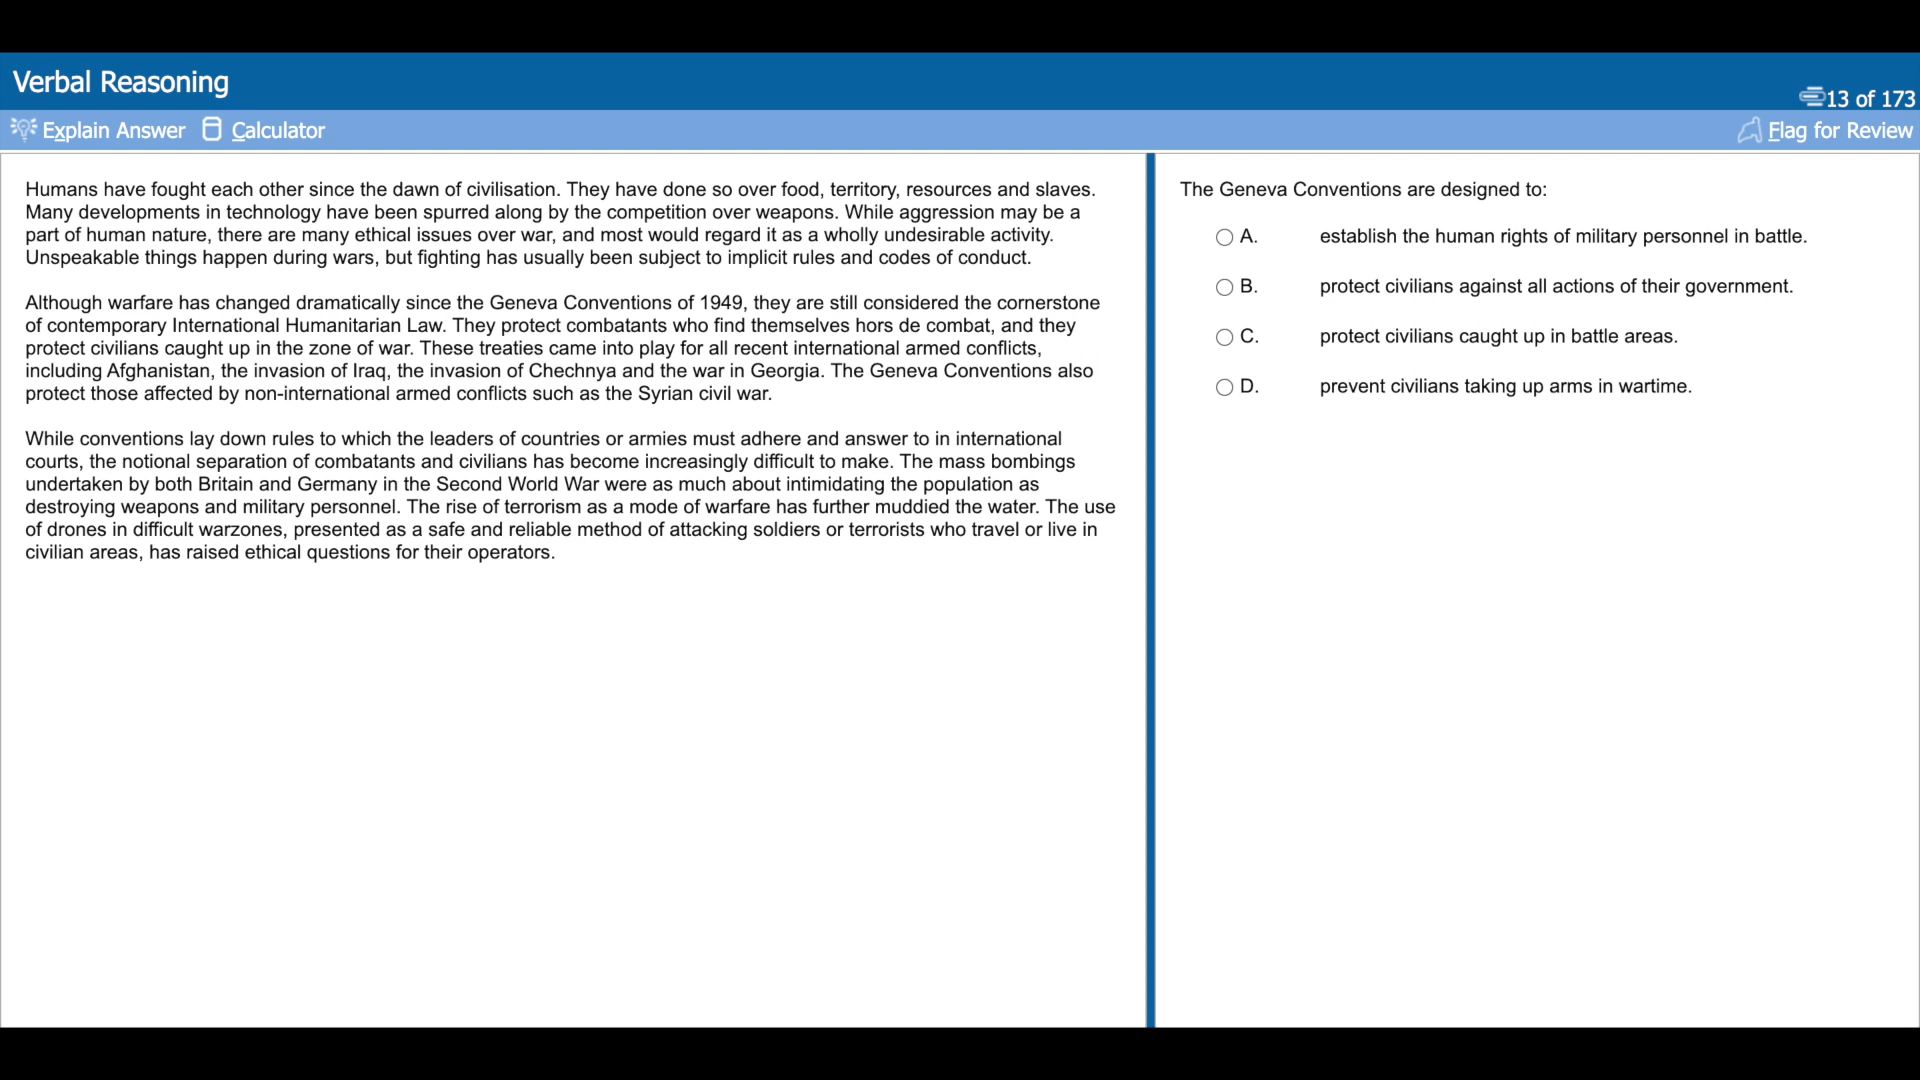 Verbal Reasoning
13 of 173
Explain Answer
Calculator
Flag for Review
Humans have fought each other since the dawn of civilisation. They have done so over food, territory, resources and slaves.
Many developments in technology have been spurred along by the competition over weapons. While aggression may be a
part of human nature, there are many ethical issues over war, and most would regard it as a wholly undesirable activity.
Unspeakable things happen during wars, but fighting has usually been subject to implicit rules and codes of conduct.
Although warfare has changed dramatically since the Geneva Conventions of 1949, they are still considered the cornerstone
of contemporary International Humanitarian Law. They protect combatants who find themselves hors de combat, and they
protect civilians caught up in the zone of war. These treaties came into play for all recent international armed conflicts,
including Afghanistan, the invasion of Iraq, the invasion of Chechnya and the war in Georgia. The Geneva Conventions also
protect those affected by non-international armed conflicts such as the Syrian civil war.
While conventions lay down rules to which the leaders of countries or armies must adhere and answer to in international
courts, the notional separation of combatants and civilians has become increasingly difficult to make. The mass bombings
undertaken by both Britain and Germany in the Second World War were as much about intimidating the population as
destroying weapons and military personnel. The rise of terrorism as a mode of warfare has further muddied the water. The use
of drones in difficult warzones, presented as a safe and reliable method of attacking soldiers or terrorists who travel or live in
civilian areas, has raised ethical questions for their operators.
The Geneva Conventions are designed to:
A. establish the human rights of military personnel in battle.
B. protect civilians against all actions of their government.
C. protect civilians caught up in battle areas.
D. prevent civilians taking up arms in wartime.